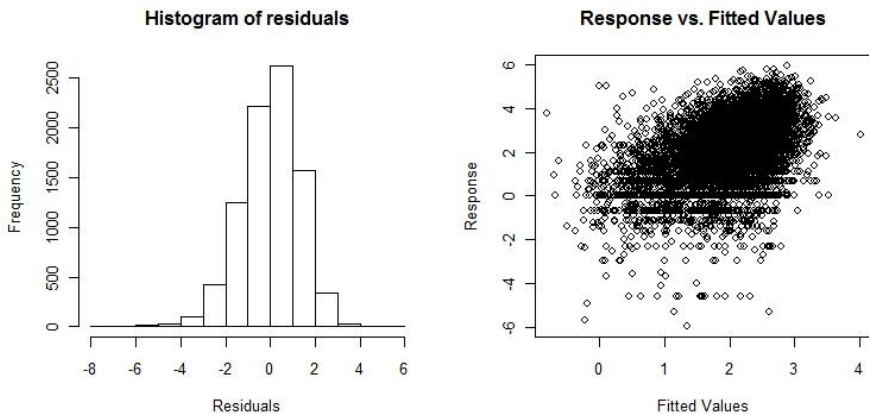 Histogram of residuals
Frequency
0
500
1000
1500
2000
2500
-8 -6 -4 -2 0 2 4 6
Residuals
Response vs. Fitted Values
Response
6
4
2
0
-2
-4
-6
0 1 2 3 4
Fitted Values